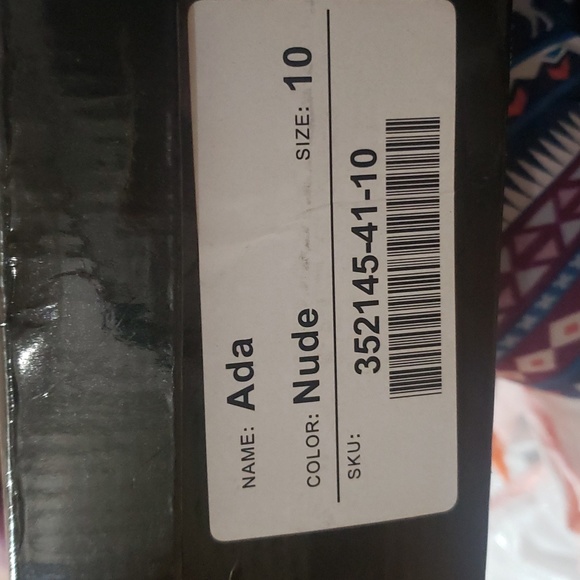 NAME: Ada
COLOR: Nude SIZE: 10
SKU:
352145-41-10